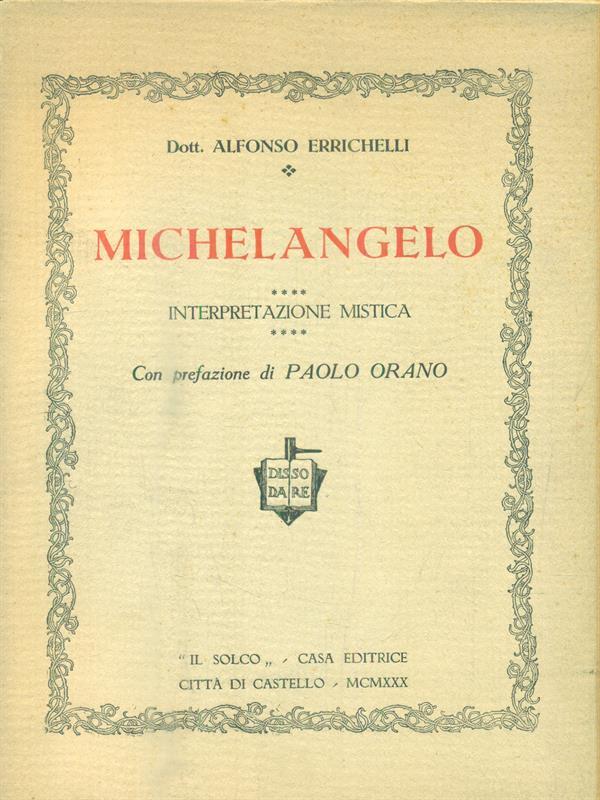 Dott. ALFONSO ERRICHELLI
MICHELANGELO
****
INTERPRETAZIONE MISTICA
****
Con prefazione di PAOLO ORANO
DISSO
DARE
"IL SOLCO„ - CASA EDITRICE
CITTÀ DI CASTELLO - MCMXXX